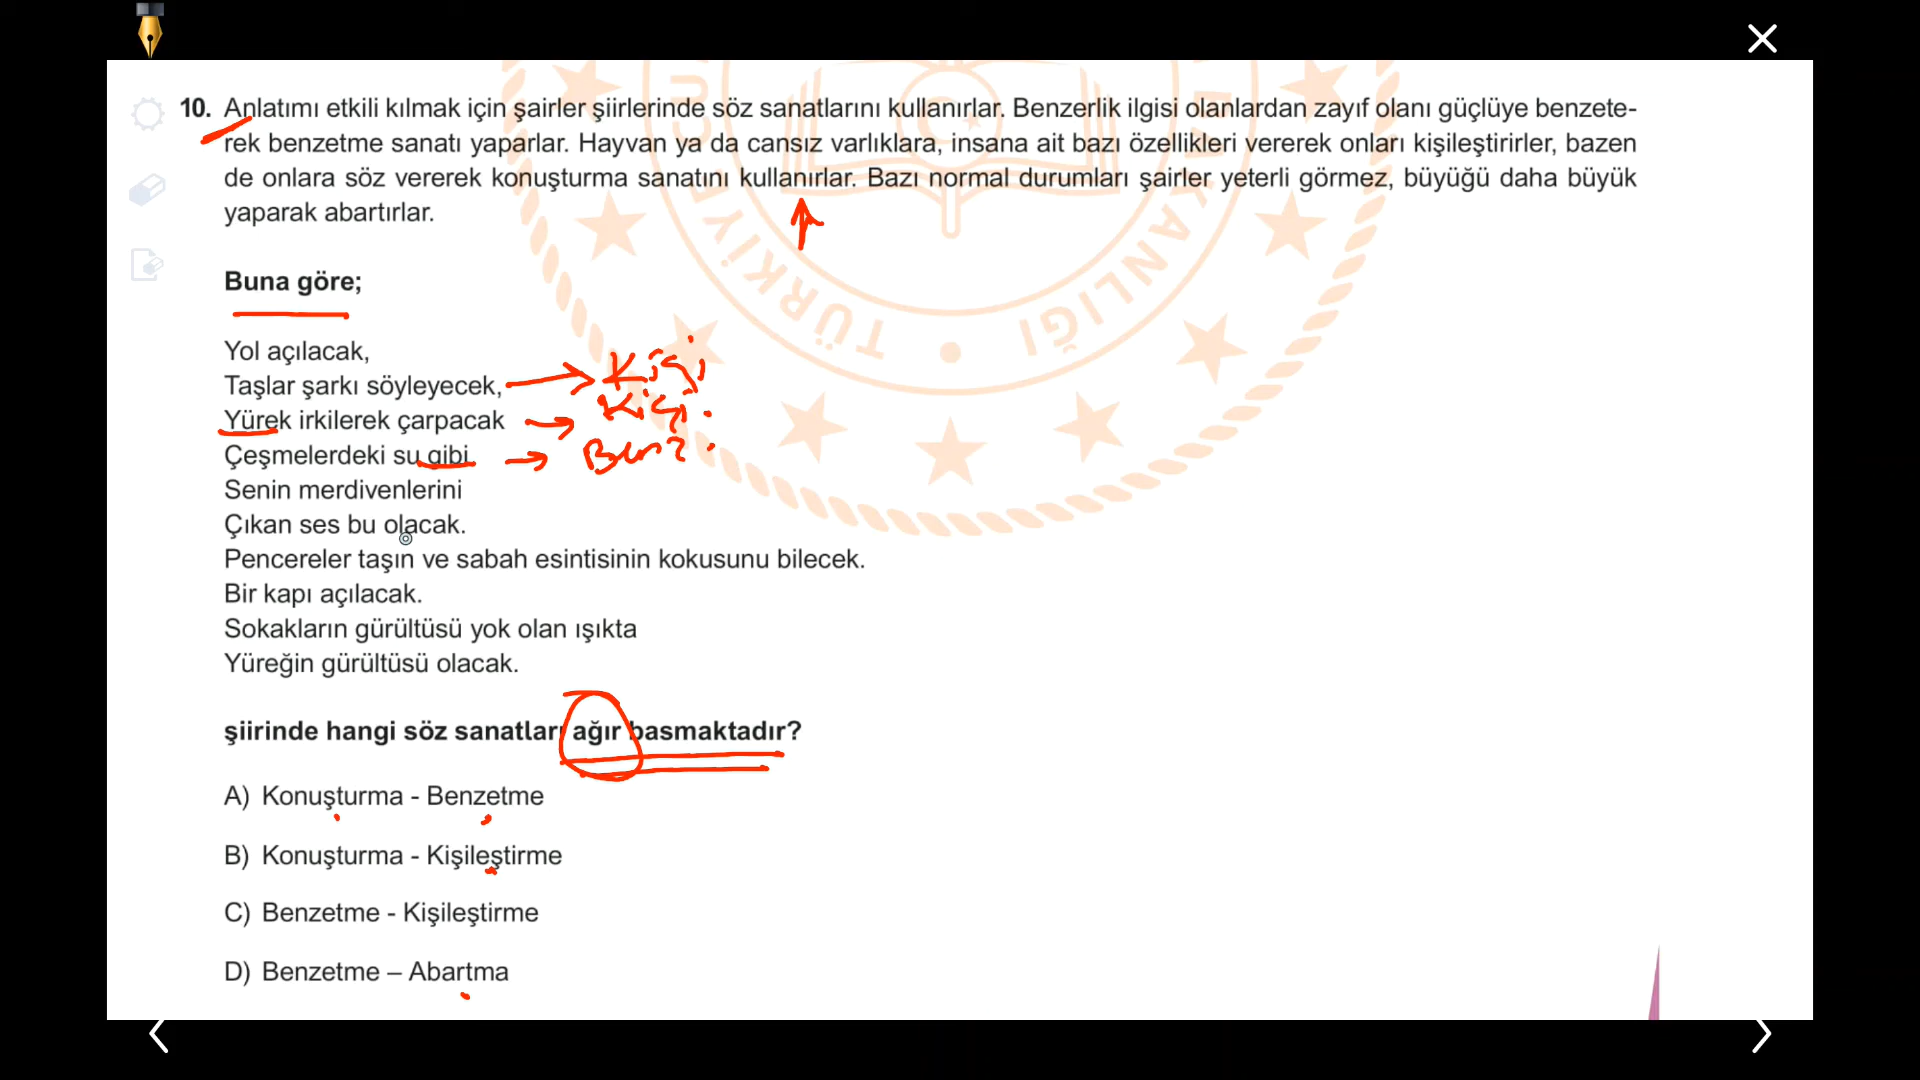 10. Anlatımı etkili kılmak için şairler şiirlerinde söz sanatlarını kullanırlar. Benzerlik ilgisi olanlardan zayıf olanı güçlüye benzete-
rek benzetme sanatı yaparlar. Hayvan ya da cansız varlıklara, insana ait bazı özellikleri vererek onları kişileştirirler, bazen
de onlara söz vererek konuşturma sanatını kullanırlar. Bazı normal durumları şairler yeterli görmez, büyüğü daha büyük
yaparak abartırlar.
Buna göre;
Yol açılacak,
Taşlar şarkı söyleyecek, Kişi
Yürek irkilerek çarpacak Kişi
Çeşmelerdeki su gibi Benz
Senin merdivenlerini
Çıkan ses bu olacak.
Pencereler taşın ve sabah esintisinin kokusunu bilecek.
Bir kapı açılacak.
Sokakların gürültüsü yok olan ışıkta
Yüreğin gürültüsü olacak.
şiirinde hangi söz sanatları ağır basmaktadır?
A) Konuşturma - Benzetme
B) Konuşturma - Kişileştirme
C) Benzetme - Kişileştirme
D) Benzetme – Abartma
TÜRKİYE